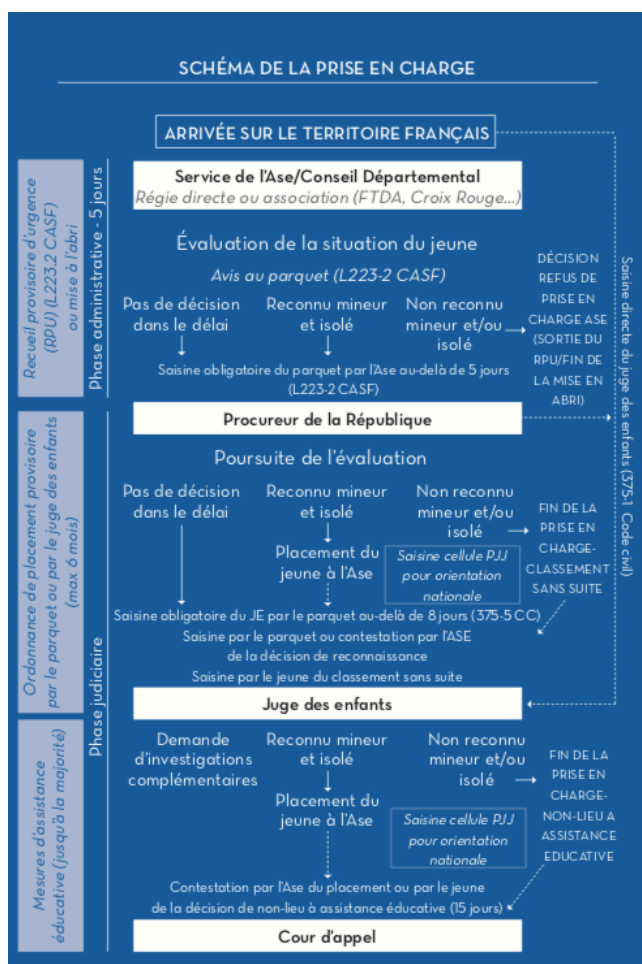 SCHÉMA DE LA PRISE EN CHARGE
ARRIVÉE SUR LE TERRITOIRE FRANÇAIS
Service de l'Ase/Conseil Départemental
Régie directe ou association (FTDA, Croix Rouge...)
Recueil provisoire d'urgence
(RPU) (L223.2 CASF)
ou mise à l'abri
Phase administrative - 5 jours
Évaluation de la situation du jeune
Avis au parquet (L223-2 CASF)
Pas de décision
dans le délai
Reconnu mineur
et isolé
Non reconnu
mineur et/ou
isolé
DÉCISION
REFUS DE
PRISE EN
CHARGE ASE
(SORTIE DU
RPU/FIN DE
LA MISE EN
ABRI)
Saisine directe du juge des enfants (375-1 Code civil)
Saisine obligatoire du parquet par l'Ase au-delà de 5 jours
(L223-2 CASF)
Procureur de la République
Ordonnance de placement provisoire
par le parquet ou par le juge des enfants
(max 6 mois)
Phase judiciaire
Poursuite de l'évaluation
Pas de décision
dans le délai
Reconnu mineur
et isolé
Non reconnu
mineur et/ou
isolé
FIN DE LA
PRISE EN
CHARGE-
CLASSEMENT
SANS SUITE
Placement du
jeune à l'Ase
Saisine cellule PJJ
pour orientation
nationale
Saisine obligatoire du JE par le parquet au-delà de 8 jours (375-5 CC)
Saisine par le parquet ou contestation par l'ASE
de la décision de reconnaissance
Saisine par le jeune du classement sans suite
Juge des enfants
Mesures d'assistance
éducative (jusqu'à la majorité)
Demande
d'investigations
complémentaires
Reconnu mineur
et isolé
Non reconnu
mineur et/ou
isolé
FIN DE LA
PRISE EN
CHARGE-
NON-LIEU A
ASSISTANCE
EDUCATIVE
Placement du
jeune à l'Ase
Saisine cellule PJJ
pour orientation
nationale
Contestation par l'Ase du placement ou par le jeune
de la décision de non-lieu à assistance éducative (15 jours)
Cour d'appel